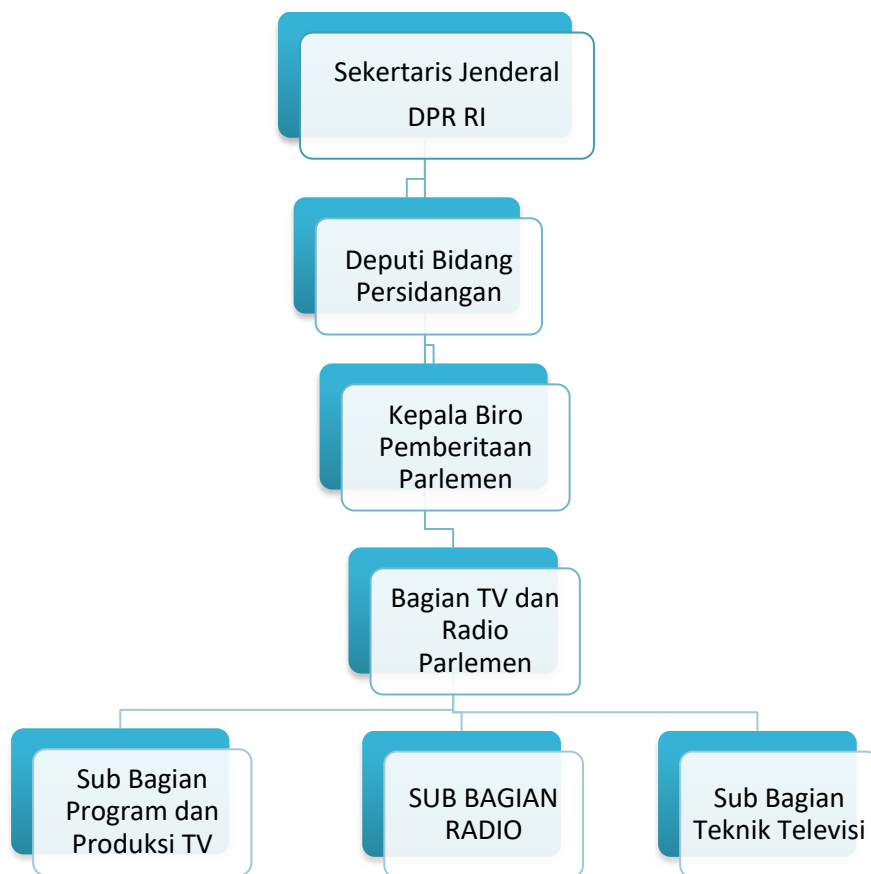 Sekertaris Jenderal
DPR RI
Deputi Bidang
Persidangan
Kepala Biro
Pemberitaan
Parlemen
Bagian TV dan
Radio
Parlemen
Sub Bagian
Program dan
Produksi TV
SUB BAGIAN
RADIO
Sub Bagian
Teknik Televisi